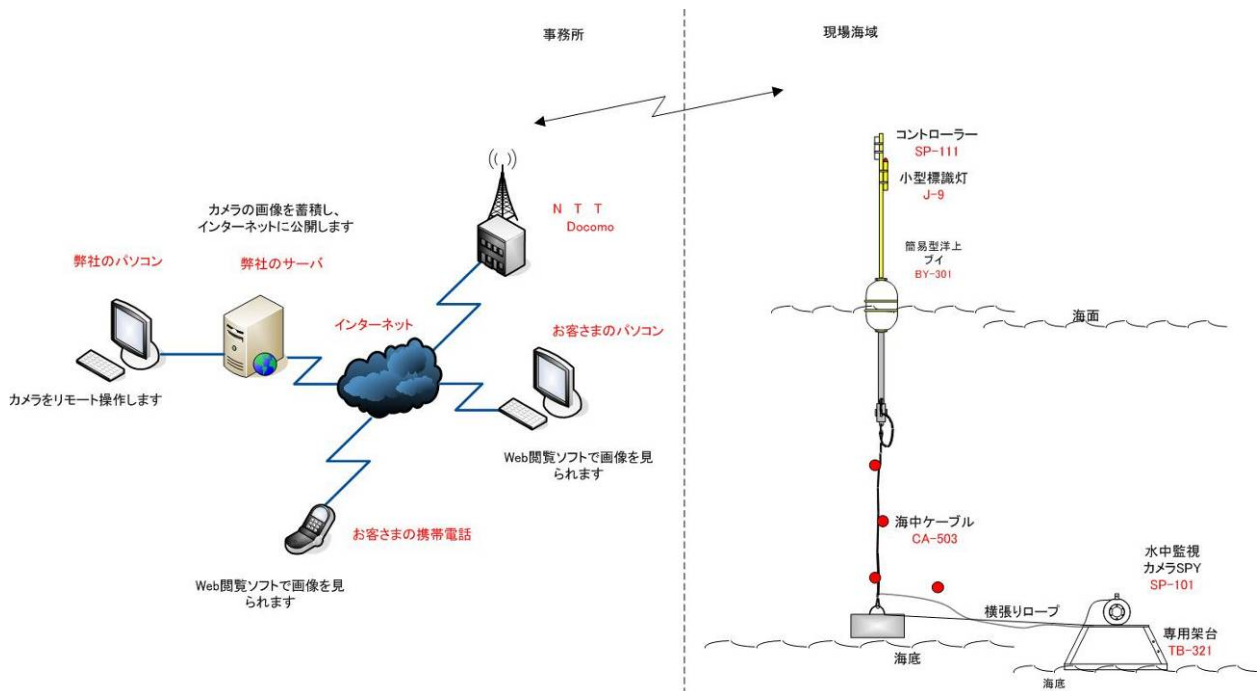 事務所
現場海域
コントローラー
SP-111
小型標識灯
J-9
カメラの画像を蓄積し、
インターネットに公開します
N T T
Docomo
簡易型洋上
ブイ
BY-301
弊社のパソコン
弊社のサーバ
インターネット
お客さまのパソコン
海面
カメラをリモート操作します
Web閲覧ソフトで画像を見
られます
お客さまの携帯電話
Web閲覧ソフトで画像を見
られます
海中ケーブル
CA-503
水中監視
カメラSPY
SP-101
横張りロープ
専用架台
TB-321
海底
海底